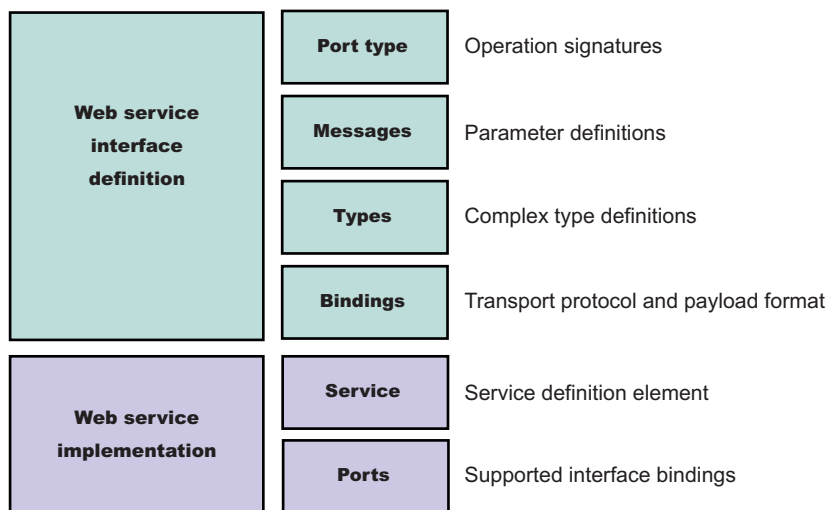 Web service
interface
definition
Port type
Operation signatures
Messages
Parameter definitions
Types
Complex type definitions
Bindings
Transport protocol and payload format
Web service
implementation
Service
Service definition element
Ports
Supported interface bindings